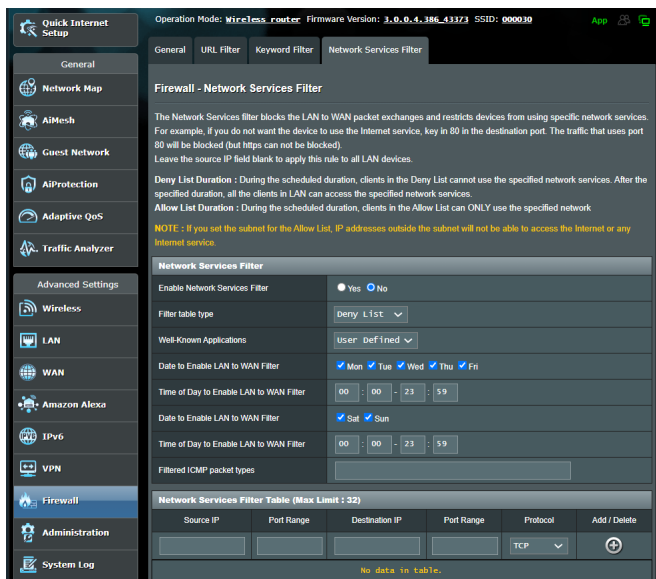 Quick Internet
Setup
Operation Mode: Wireless router Firmware Version: 3.0.0.4.386_43373 SSID: 000030
App
General
URL Filter
Keyword Filter
Network Services Filter
General
Network Map
AiMesh
Guest Network
AiProtection
Adaptive QoS
Traffic Analyzer
Advanced Settings
Wireless
LAN
WAN
Amazon Alexa
IPv6
VPN
Firewall
Administration
System Log
Firewall - Network Services Filter
The Network Services filter blocks the LAN to WAN packet exchanges and restricts devices from using specific network services.
For example, if you do not want the device to use the Internet service, key in 80 in the destination port. The traffic that uses port
80 will be blocked (but https can not be blocked).
Leave the source IP field blank to apply this rule to all LAN devices.
Deny List Duration : During the scheduled duration, clients in the Deny List cannot use the specified network services. After the
specified duration, all the clients in LAN can access the specified network services.
Allow List Duration : During the scheduled duration, clients in the Allow List can ONLY use the specified network
NOTE : If you set the subnet for the Allow List, IP addresses outside the subnet will not be able to access the Internet or any
Internet service.
Network Services Filter
Enable Network Services Filter Yes No
Filter table type Deny List
Well-Known Applications User Defined
Date to Enable LAN to WAN Filter Mon Tue Wed Thu Fri
Time of Day to Enable LAN to WAN Filter 00 : 00 - 23 : 59
Date to Enable LAN to WAN Filter Sat Sun
Time of Day to Enable LAN to WAN Filter 00 : 00 - 23 : 59
Filtered ICMP packet types
Network Services Filter Table (Max Limit : 32)
Source IP Port Range Destination IP Port Range Protocol Add / Delete
TCP
No data in table.